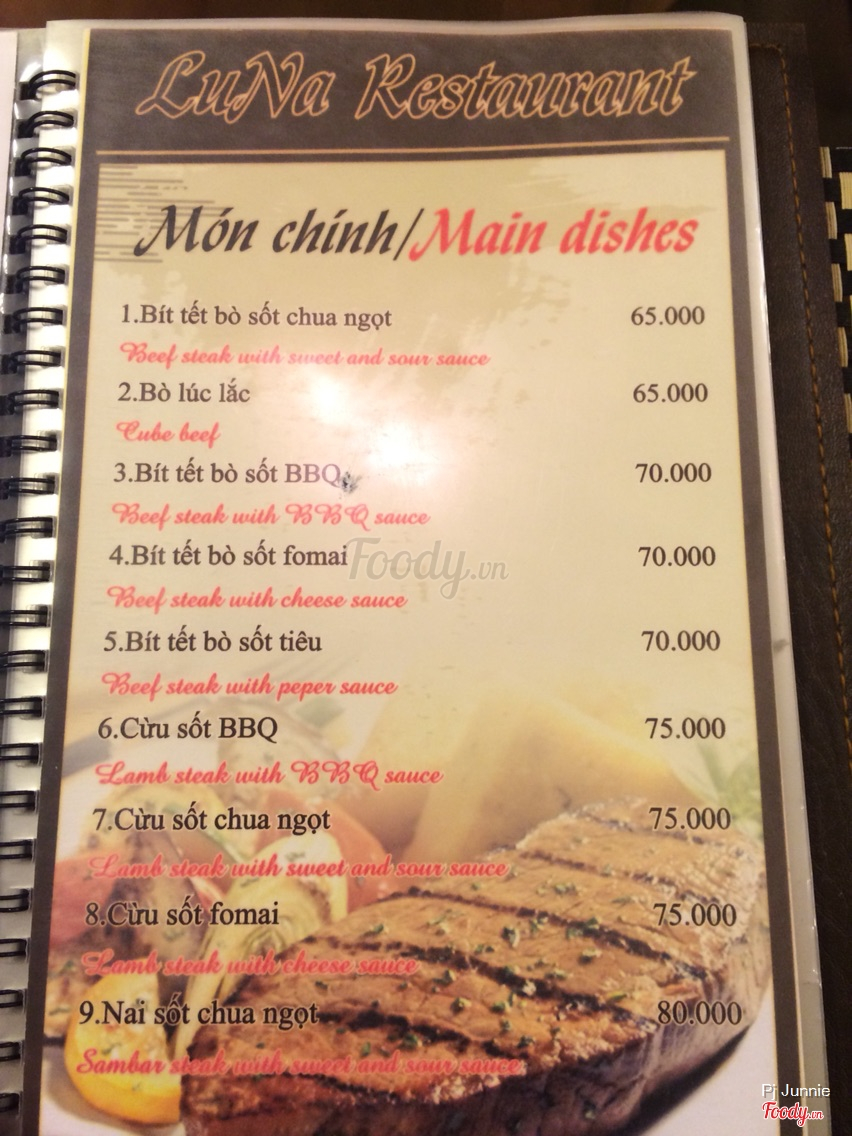 LuNa Restaurant
Món chính/Main dishes
1.Bít tết bò sốt chua ngọt 65.000
Beef steak with sweet and sour sauce
2.Bò lúc lắc 65.000
Cube beef
3.Bít tết bò sốt BBQ 70.000
Beef steak with BBQ sauce
4.Bít tết bò sốt fomai 70.000
Foody.vn
Beef steak with cheese sauce
5.Bít tết bò sốt tiêu 70.000
Beef steak with peper sauce
6.Cừu sốt BBQ 75.000
Lamb steak with BBQ sauce
7.Cừu sốt chua ngọt 75.000
Lamb steak with sweet and sour sauce
8.Cừu sốt fomai 75.000
Lamb steak with cheese sauce
9.Nai sốt chua ngọt 80.000
Sambar steak with sweet and sour sauce
Pj Junnie
Foody.vn